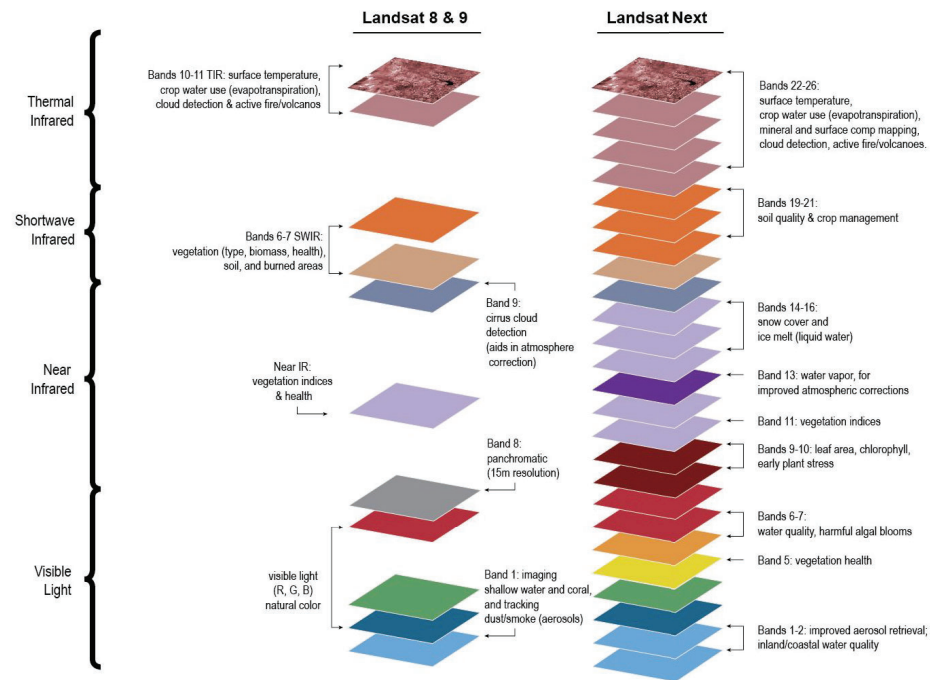 Landsat 8 & 9
Landsat Next
Thermal
Infrared
Shortwave
Infrared
Near
Infrared
Visible
Light
Bands 10-11 TIR: surface temperature,
crop water use (evapotranspiration),
cloud detection & active fire/volcanos
Bands 6-7 SWIR:
vegetation (type, biomass, health),
soil, and burned areas
Band 9:
cirrus cloud
detection
(aids in atmosphere
correction)
Near IR:
vegetation indices
& health
Band 8:
panchromatic
(15m resolution)
visible light
(R, G, B)
natural color
Band 1: imaging
shallow water and coral,
and tracking
dust/smoke (aerosols)
Bands 22-26:
surface temperature,
crop water use (evapotranspiration),
mineral and surface comp mapping,
cloud detection, active fire/volcanoes.
Bands 19-21:
soil quality & crop management
Bands 14-16:
snow cover and
ice melt (liquid water)
Band 13: water vapor, for
improved atmospheric corrections
Band 11: vegetation indices
Bands 9-10: leaf area, chlorophyll,
early plant stress
Bands 6-7:
water quality, harmful algal blooms
Band 5: vegetation health
Bands 1-2: improved aerosol retrieval;
inland/coastal water quality